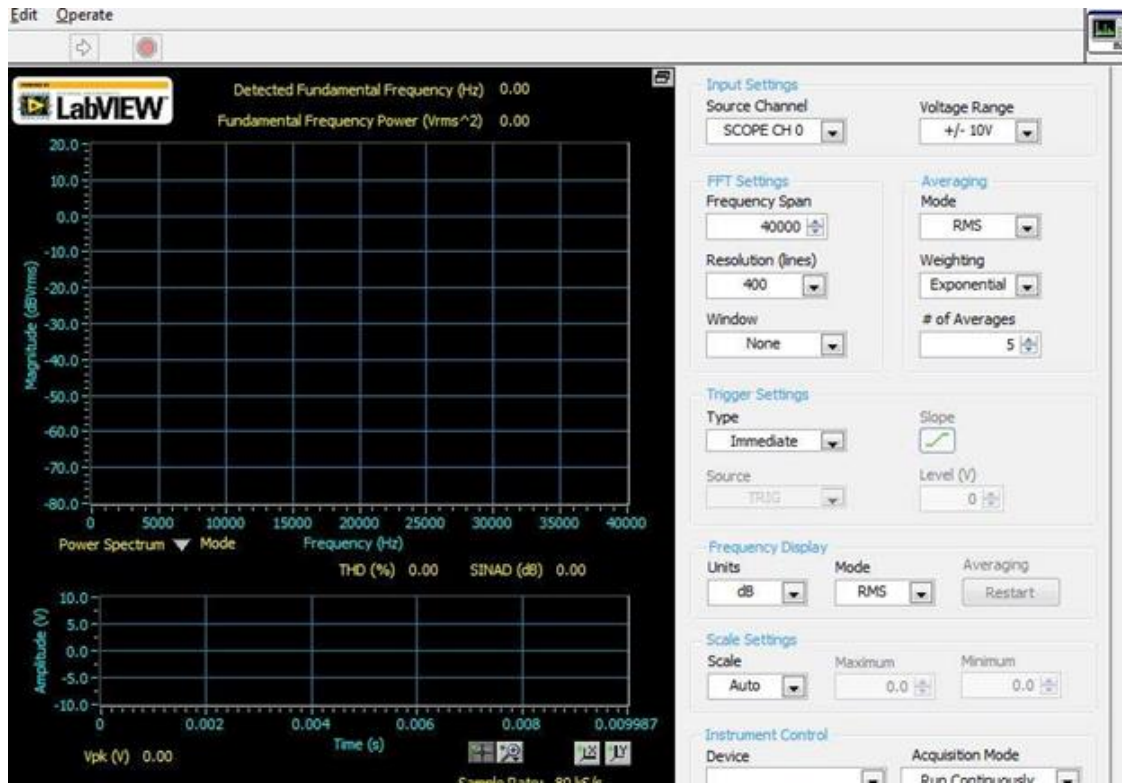 Edit Operate
LabVIEW
Detected Fundamental Frequency (Hz) 0.00
Fundamental Frequency Power (Vrms^2) 0.00
20.0
10.0
0.0
-10.0
-20.0
-30.0
-40.0
-50.0
-60.0
-70.0
-80.0
Magnitude (dBVrms)
0 5000 10000 15000 20000 25000 30000 35000 40000
Power Spectrum Mode Frequency (Hz)
THD (%) 0.00 SINAD (dB) 0.00
10.0
5.0
0.0
-5.0
-10.0
Amplitude (V)
0 0.002 0.004 0.006 0.008 0.009987
Time (s)
Vpk (V) 0.00
Sample Rate: 80 kS/s
Input Settings
Source Channel Voltage Range
SCOPE CH 0 +/- 10V
FFT Settings
Frequency Span
40000
Resolution (lines)
400
Window
None
Averaging
Mode
RMS
Weighting
Exponential
# of Averages
5
Trigger Settings
Type Slope
Immediate
Source Level (V)
TRIG 0
Frequency Display
Units Mode Averaging
dB RMS Restart
Scale Settings
Scale Maximum Minimum
Auto 0.0 0.0
Instrument Control
Device Acquisition Mode
Run Continuously